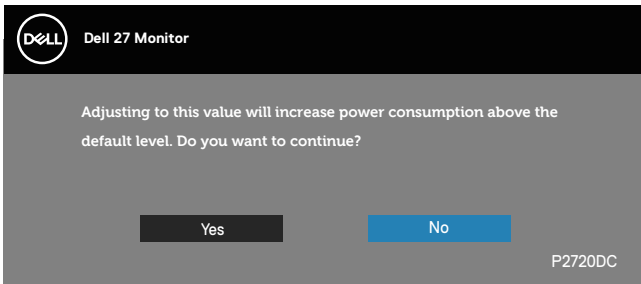 DELL
Dell 27 Monitor
Adjusting to this value will increase power consumption above the
default level. Do you want to continue?
Yes
No
P2720DC